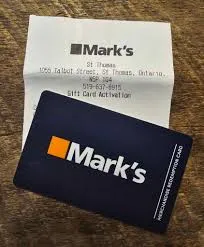 Mark's
St Thomas
1055 Talbot Street, St Thomas, Ontario,
N5P 1G4
519-637-8915
Gift Card Activation
Mark's
MERCHANDISE REDEMPTION CARD